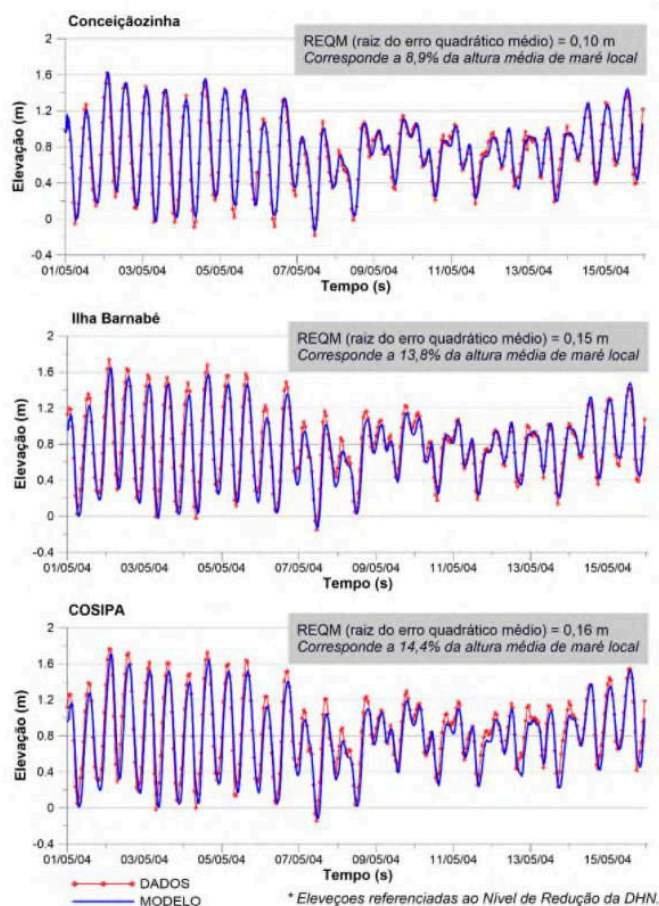 Conceiçãozinha
REQM (raiz do erro quadrático médio) = 0,10 m
Corresponde a 8,9% da altura média de maré local
2
1.6
1.2
0.8
0.4
0
-0.4
Elevação (m)
01/05/04 03/05/04 05/05/04 07/05/04 09/05/04 11/05/04 13/05/04 15/05/04
Tempo (s)
Ilha Barnabé
REQM (raiz do erro quadrático médio) = 0,15 m
Corresponde a 13,8% da altura média de maré local
2
1.6
1.2
0.8
0.4
0
-0.4
Elevação (m)
01/05/04 03/05/04 05/05/04 07/05/04 09/05/04 11/05/04 13/05/04 15/05/04
Tempo (s)
COSIPA
REQM (raiz do erro quadrático médio) = 0,16 m
Corresponde a 14,4% da altura média de maré local
2
1.6
1.2
0.8
0.4
0
-0.4
Elevação (m)
01/05/04 03/05/04 05/05/04 07/05/04 09/05/04 11/05/04 13/05/04 15/05/04
Tempo (s)
DADOS
MODELO
* Eleveçoes referenciadas ao Nível de Redução da DHN.